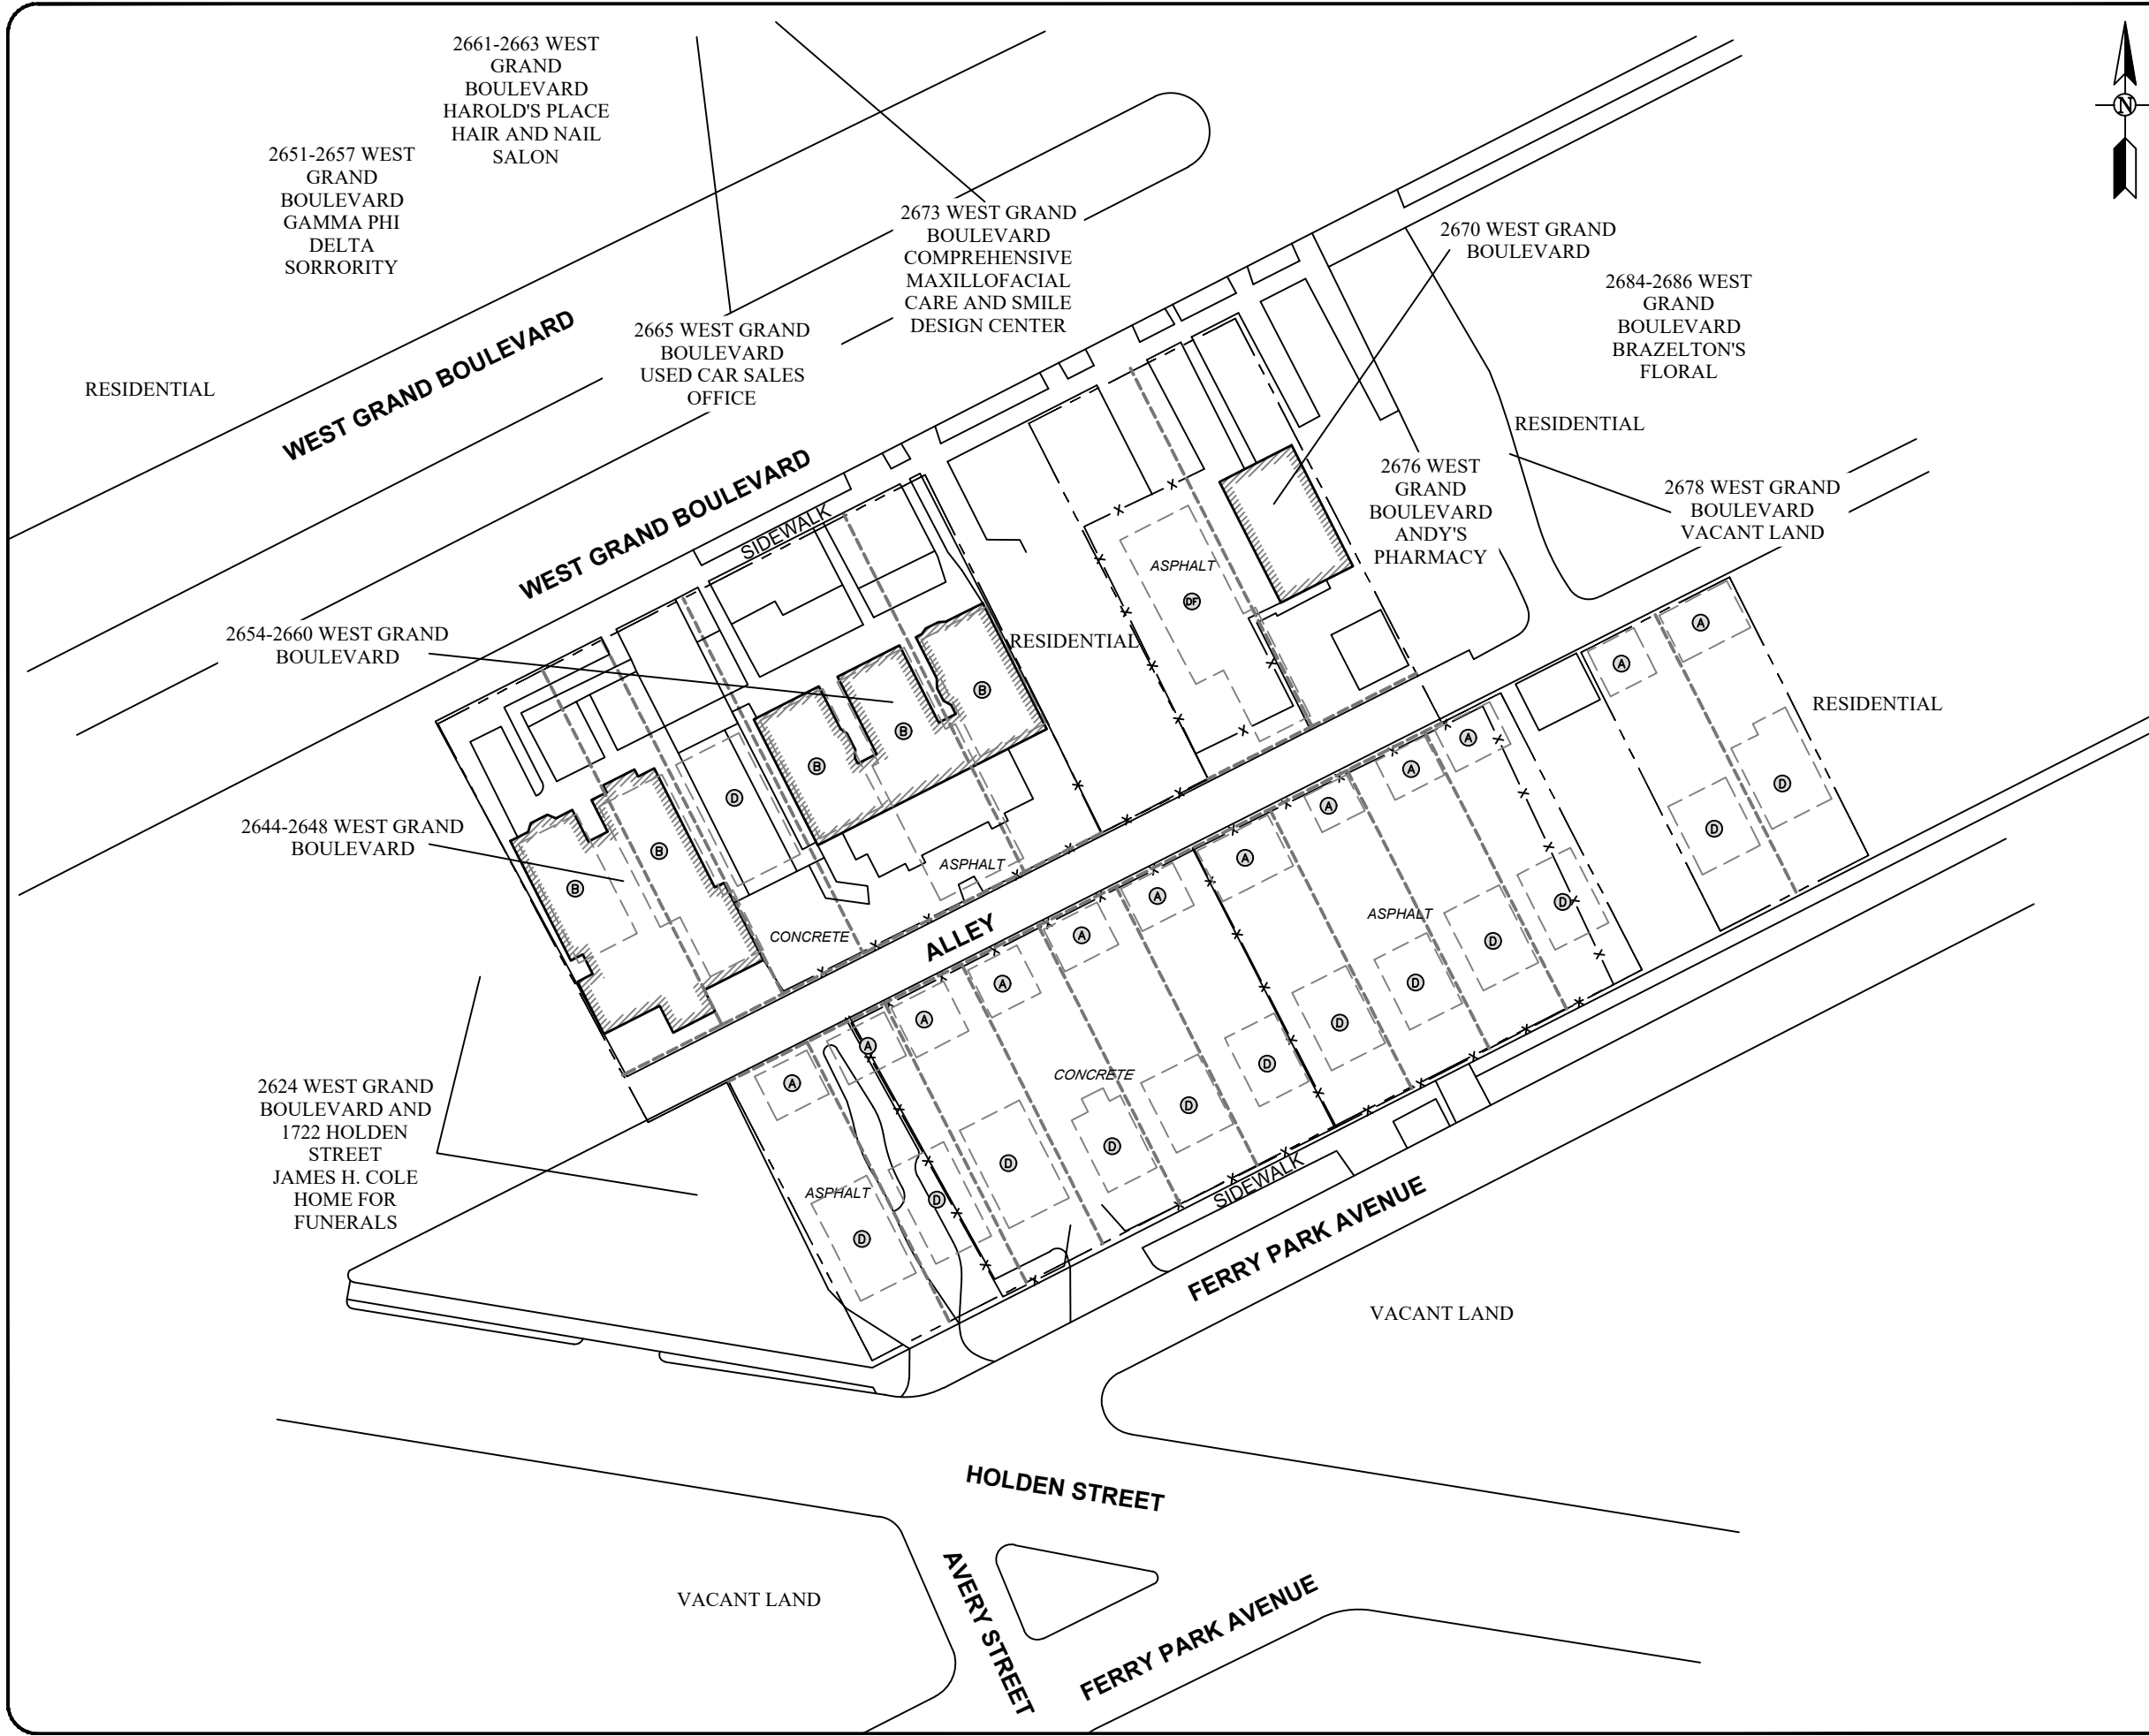 2661-2663 WEST
GRAND
BOULEVARD
HAROLD'S PLACE
HAIR AND NAIL
SALON
N
2651-2657 WEST
GRAND
BOULEVARD
GAMMA PHI
DELTA
SORRORITY
2673 WEST GRAND
BOULEVARD
COMPREHENSIVE
MAXILLOFACIAL
CARE AND SMILE
DESIGN CENTER
2670 WEST GRAND
BOULEVARD
2684-2686 WEST
GRAND
BOULEVARD
BRAZELTON'S
FLORAL
2665 WEST GRAND
BOULEVARD
USED CAR SALES
OFFICE
RESIDENTIAL
WEST GRAND BOULEVARD
RESIDENTIAL
2676 WEST
GRAND
BOULEVARD
ANDY'S
PHARMACY
2678 WEST GRAND
BOULEVARD
VACANT LAND
WEST GRAND BOULEVARD
SIDEWALK
ASPHALT
DF
2654-2660 WEST GRAND
BOULEVARD
RESIDENTIAL
RESIDENTIAL
A
A
B
B
B
D
A
A
A
A
A
A
A
A
A
A
D
D
2644-2648 WEST GRAND
BOULEVARD
B
B
ASPHALT
CONCRETE
ALLEY
ASPHALT
D
D
D
D
D
D
D
D
D
D
D
CONCRETE
2624 WEST GRAND
BOULEVARD AND
1722 HOLDEN
STREET
JAMES H. COLE
HOME FOR
FUNERALS
ASPHALT
SIDEWALK
FERRY PARK AVENUE
VACANT LAND
HOLDEN STREET
AVERY STREET
VACANT LAND
FERRY PARK AVENUE